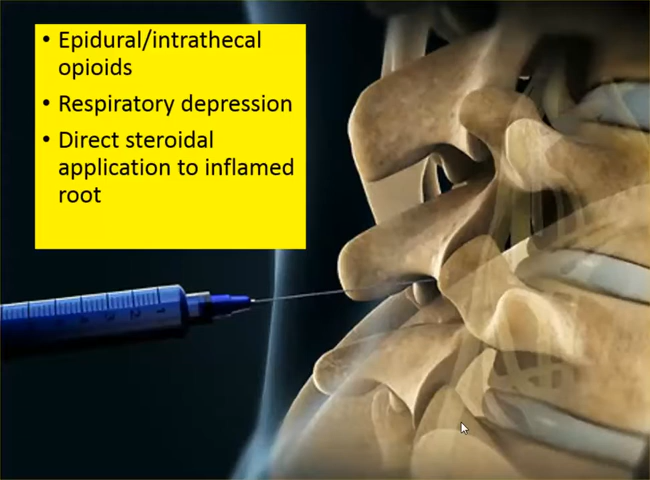 • Epidural/intrathecal
opioids
• Respiratory depression
• Direct steroidal
application to inflamed
root